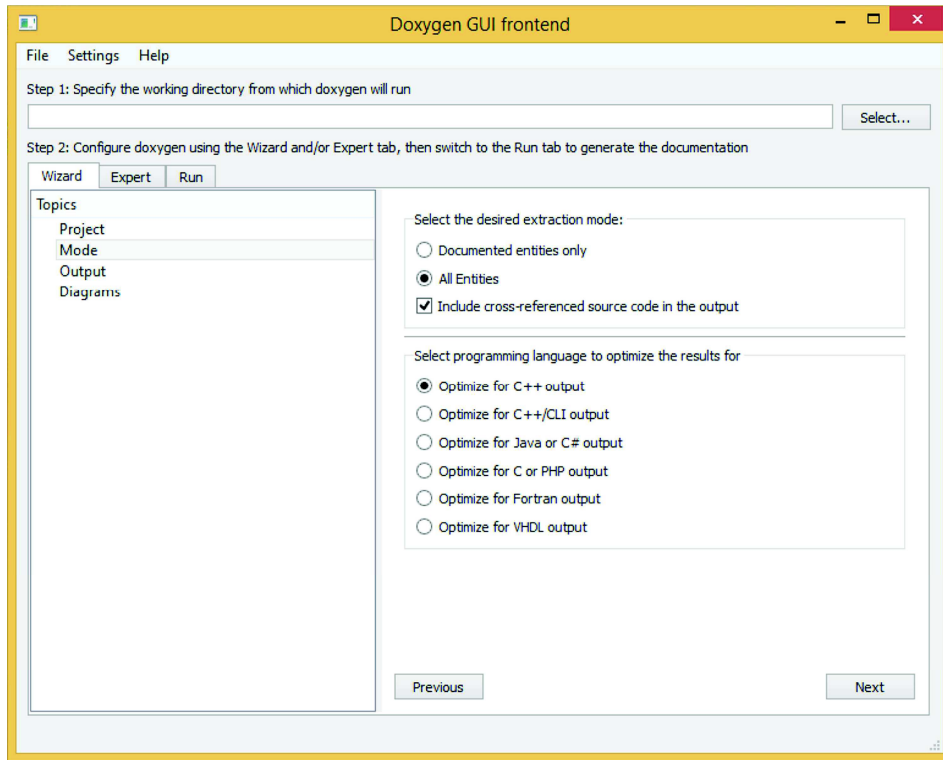 Doxygen GUI frontend
File Settings Help
Step 1: Specify the working directory from which doxygen will run
Select...
Step 2: Configure doxygen using the Wizard and/or Expert tab, then switch to the Run tab to generate the documentation
Wizard Expert Run
Topics
Project
Mode
Output
Diagrams
Select the desired extraction mode:
Documented entities only
All Entities
Include cross-referenced source code in the output
Select programming language to optimize the results for
Optimize for C++ output
Optimize for C++/CLI output
Optimize for Java or C# output
Optimize for C or PHP output
Optimize for Fortran output
Optimize for VHDL output
Previous Next